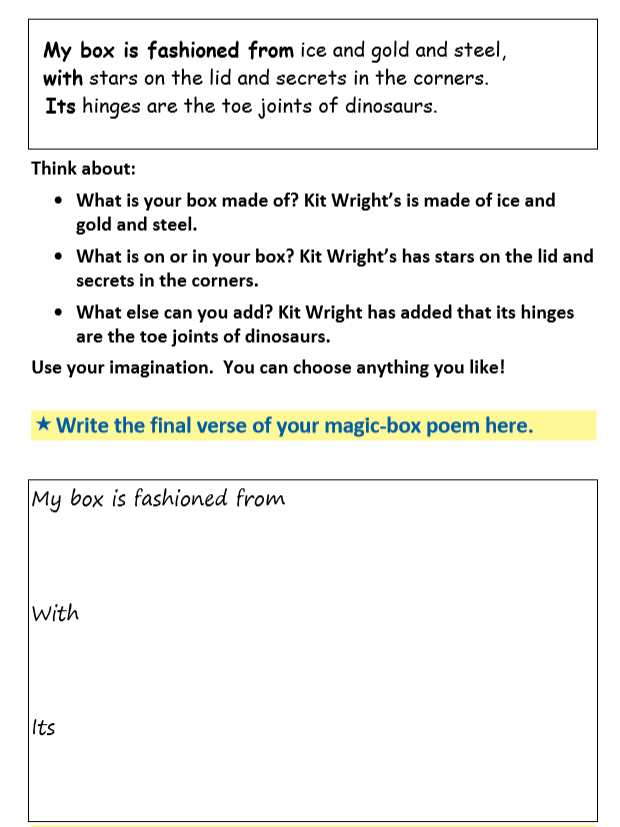 My box is fashioned from ice and gold and steel,
with stars on the lid and secrets in the corners.
Its hinges are the toe joints of dinosaurs.
Think about:
• What is your box made of? Kit Wright's is made of ice and
gold and steel.
• What is on or in your box? Kit Wright's has stars on the lid and
secrets in the corners.
• What else can you add? Kit Wright has added that its hinges
are the toe joints of dinosaurs.
Use your imagination. You can choose anything you like!
★ Write the final verse of your magic-box poem here.
My box is fashioned from
With
Its